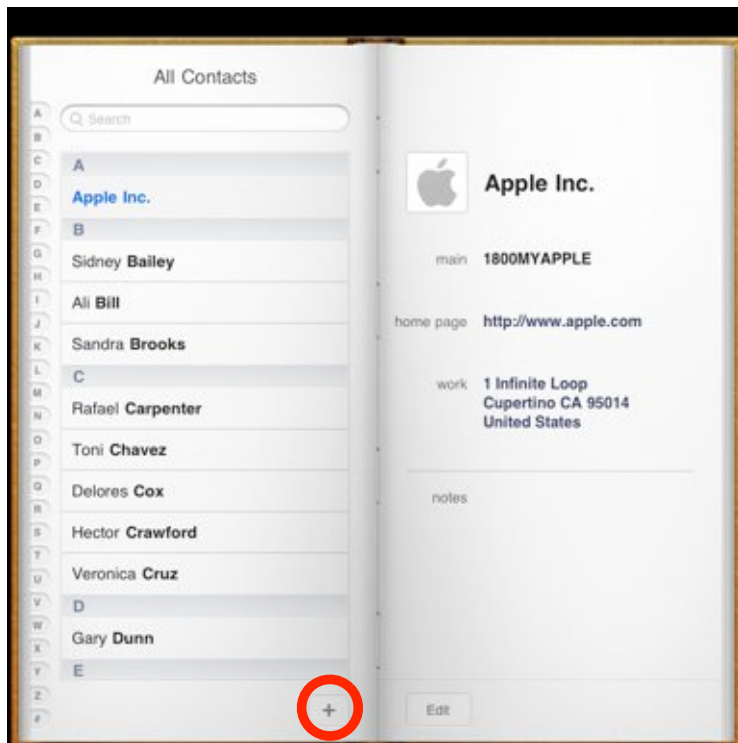 All Contacts
Search
A
B
C
D
E
F
G
H
I
J
K
L
M
N
O
P
Q
R
S
T
U
V
W
X
Y
Z
#
A
Apple Inc.
B
Sidney Bailey
Ali Bill
Sandra Brooks
C
Rafael Carpenter
Toni Chavez
Delores Cox
Hector Crawford
Veronica Cruz
D
Gary Dunn
E
+
Apple Inc.
main 1800MYAPPLE
home page http://www.apple.com
work 1 Infinite Loop
Cupertino CA 95014
United States
notes
Edit